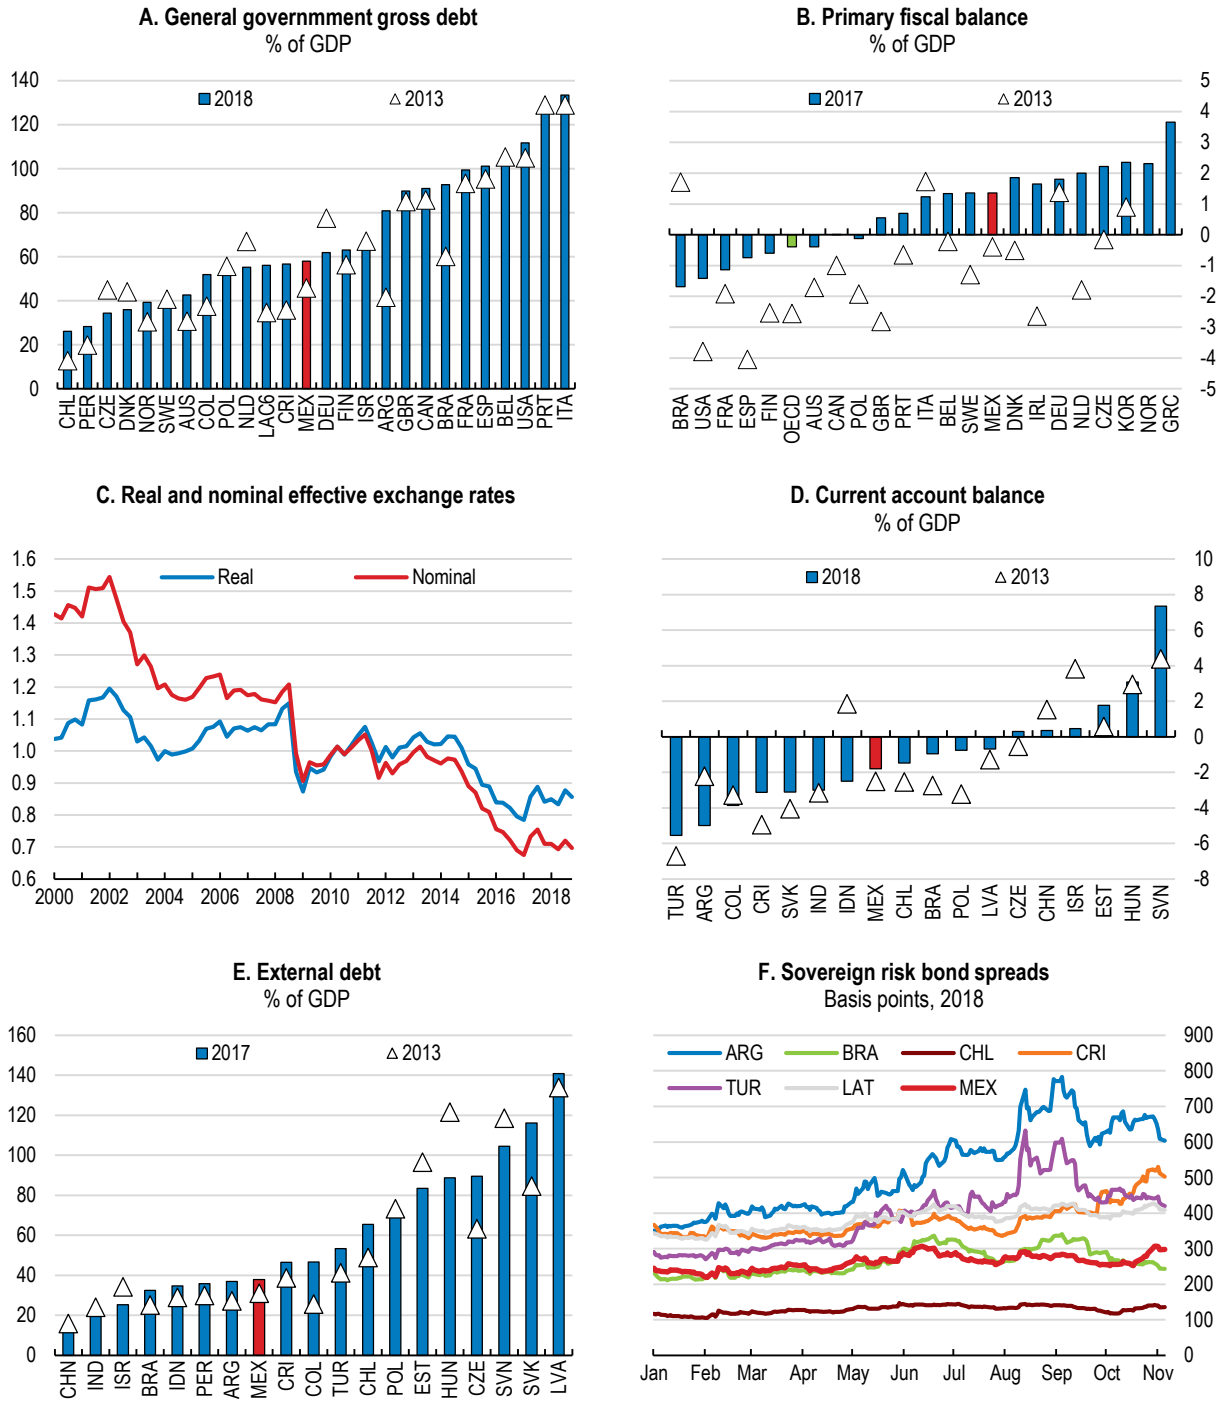 A. General governmment gross debt
% of GDP
140
120
100
80
60
40
20
0
2018
2013
CHL
PER
CZE
DNK
NOR
SWE
AUS
COL
POL
NLD
LAC6
CRI
MEX
DEU
FIN
ISR
ARG
GBR
CAN
BRA
FRA
ESP
BEL
USA
PRT
ITA
B. Primary fiscal balance
% of GDP
2017
2013
5
4
3
2
1
0
-1
-2
-3
-4
-5
BRA
USA
FRA
ESP
FIN
OECD
AUS
CAN
POL
GBR
PRT
ITA
BEL
SWE
MEX
DNK
IRL
DEU
NLD
CZE
KOR
NOR
GRC
C. Real and nominal effective exchange rates
1.6
1.5
1.4
1.3
1.2
1.1
1.0
0.9
0.8
0.7
0.6
Real
Nominal
2000
2002
2004
2006
2008
2010
2012
2014
2016
2018
D. Current account balance
% of GDP
2018
2013
10
8
6
4
2
0
-2
-4
-6
-8
TUR
ARG
COL
CRI
SVK
IND
IDN
MEX
CHL
BRA
POL
LVA
CZE
CHN
ISR
EST
HUN
SVN
E. External debt
% of GDP
160
140
120
100
80
60
40
20
0
2017
2013
CHN
IND
ISR
BRA
IDN
PER
ARG
MEX
CRI
COL
TUR
CHL
POL
EST
HUN
CZE
SVN
SVK
LVA
F. Sovereign risk bond spreads
Basis points, 2018
ARG
BRA
CHL
CRI
TUR
LAT
MEX
900
800
700
600
500
400
300
200
100
0
Jan
Feb
Mar
Apr
May
Jun
Jul
Aug
Sep
Oct
Nov